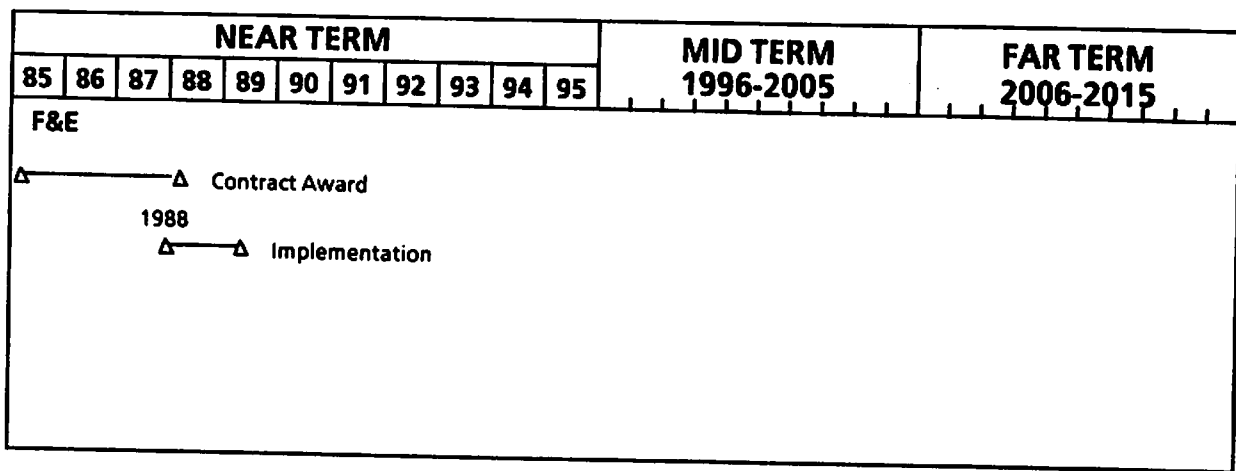 NEAR TERM
85 86 87 88 89 90 91 92 93 94 95
MID TERM
1996-2005
FAR TERM
2006-2015
F&E
Contract Award
1988
Implementation